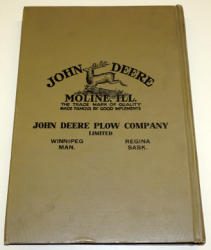 JOHN DEERE
MOLINE, ILL.
THE TRADE MARK OF QUALITY
MADE FAMOUS BY GOOD IMPLEMENTS
JOHN DEERE PLOW COMPANY
LIMITED
WINNIPEG REGINA
MAN. SASK.